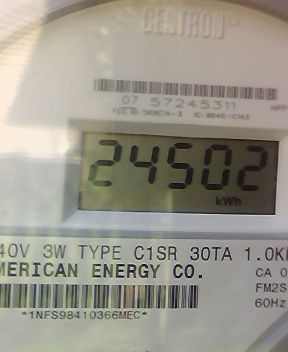 CENTRON®
07 57245311
24502
kWh
40V 3W TYPE C1SR 30TA 1.0K
MERICAN ENERGY CO.
CA 0
FM2S
60Hz
*1NFS98410366MEC*